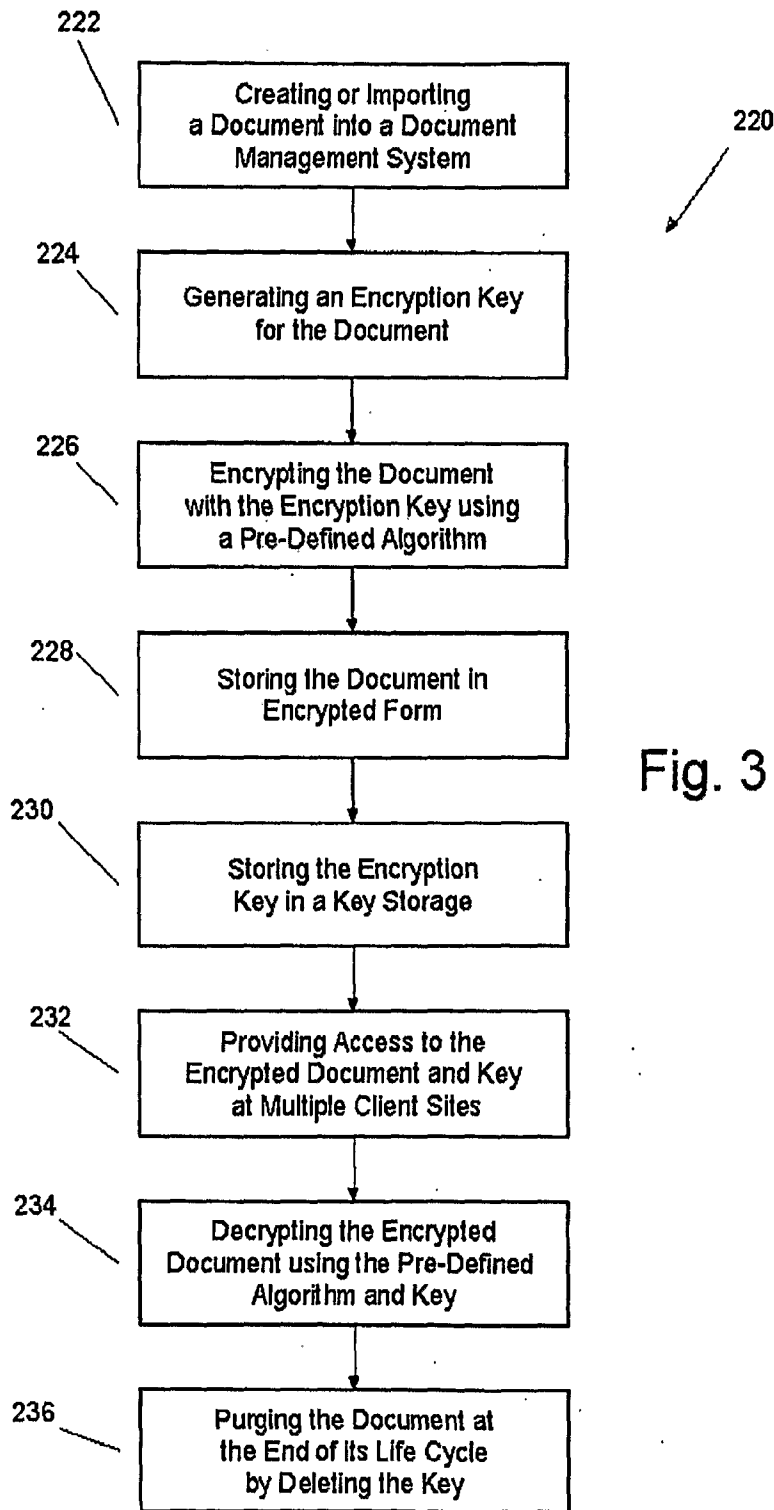 222
Creating or Importing
a Document into a Document
Management System
220
224
Generating an Encryption Key
for the Document
226
Encrypting the Document
with the Encryption Key using
a Pre-Defined Algorithm
228
Storing the Document in
Encrypted Form
Fig. 3
230
Storing the Encryption
Key in a Key Storage
232
Providing Access to the
Encrypted Document and Key
at Multiple Client Sites
234
Decrypting the Encrypted
Document using the Pre-Defined
Algorithm and Key
236
Purging the Document at
the End of its Life Cycle
by Deleting the Key